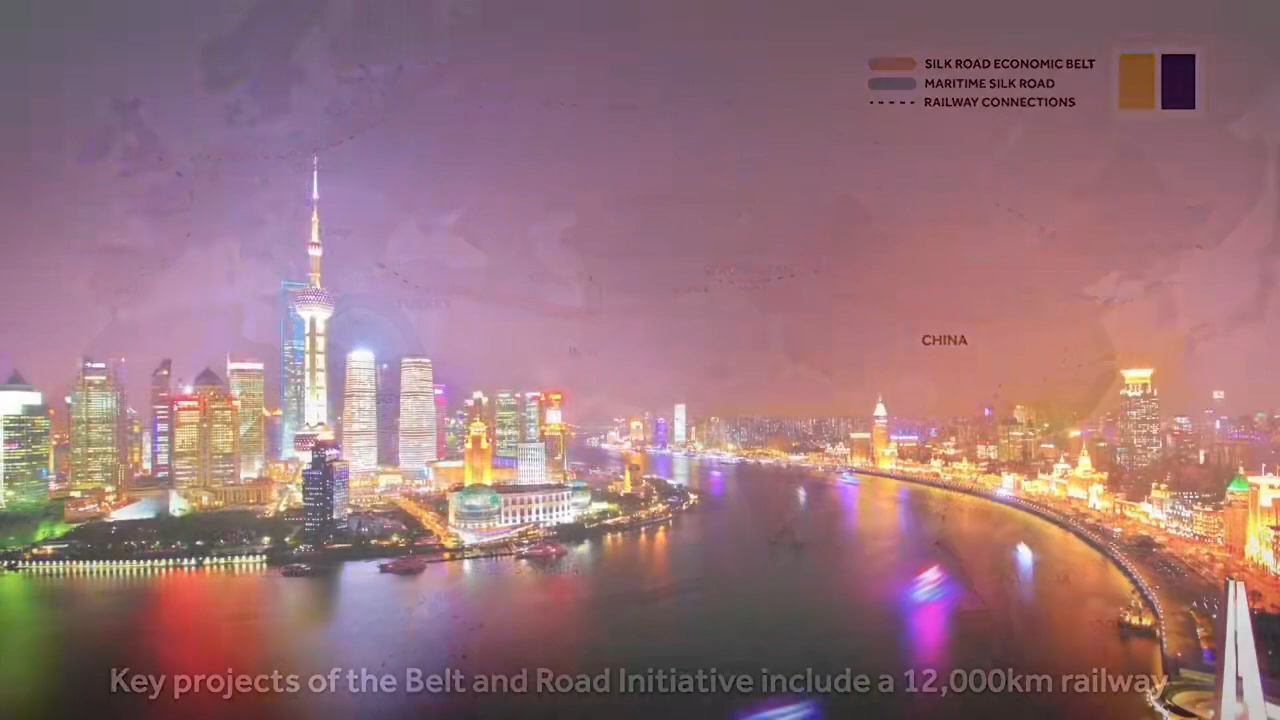 SILK ROAD ECONOMIC BELT
MARITIME SILK ROAD
RAILWAY CONNECTIONS
TURKEY
CHINA
Key projects of the Belt and Road Initiative include a 12,000km railway